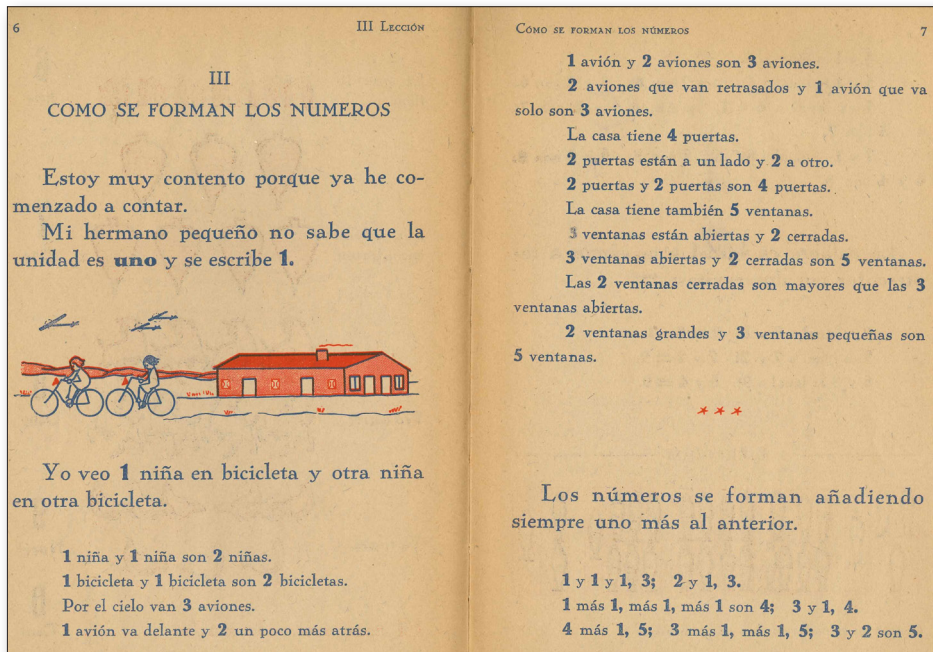 6
III Lección
III
COMO SE FORMAN LOS NUMEROS
Estoy muy contento porque ya he co-
menzado a contar.
Mi hermano pequeño no sabe que la
unidad es uno y se escribe 1.
Yo veo 1 niña en bicicleta y otra niña
en otra bicicleta.
1 niña y 1 niña son 2 niñas.
1 bicicleta y 1 bicicleta son 2 bicicletas.
Por el cielo van 3 aviones.
1 avión va delante y 2 un poco más atrás.
Cómo se forman los números
7
1 avión y 2 aviones son 3 aviones.
2 aviones que van retrasados y 1 avión que va
solo son 3 aviones.
La casa tiene 4 puertas.
2 puertas están a un lado y 2 a otro.
2 puertas y 2 puertas son 4 puertas.
La casa tiene también 5 ventanas.
3 ventanas están abiertas y 2 cerradas.
3 ventanas abiertas y 2 cerradas son 5 ventanas.
Las 2 ventanas cerradas son mayores que las 3
ventanas abiertas.
2 ventanas grandes y 3 ventanas pequeñas son
5 ventanas.
Los números se forman añadiendo
siempre uno más al anterior.
1 y 1 y 1, 3; 2 y 1, 3.
1 más 1, más 1, más 1 son 4; 3 y 1, 4.
4 más 1, 5; 3 más 1, más 1, 5; 3 y 2 son 5.